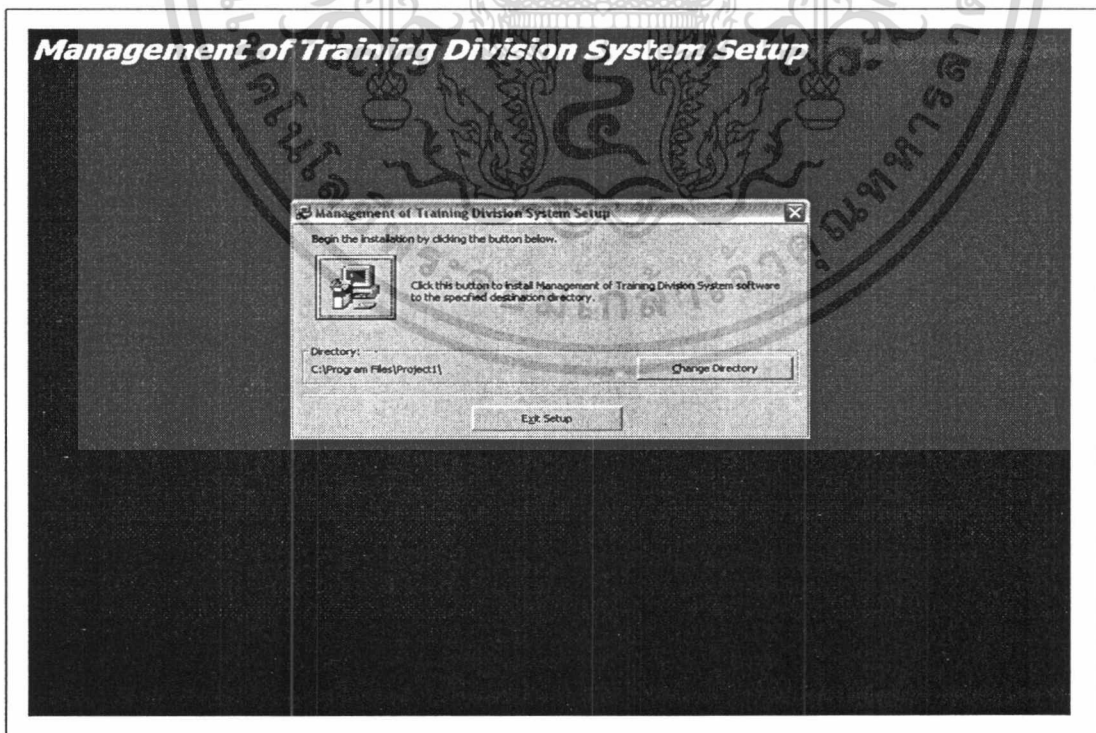 Management of Training Division System Setup
Management of Training Division System Setup
Begin the installation by clicking the button below.
Click this button to install Management of Training Division System software
to the specified destination directory.
Directory:
C:\Program Files\Project1\
Change Directory
Exit Setup